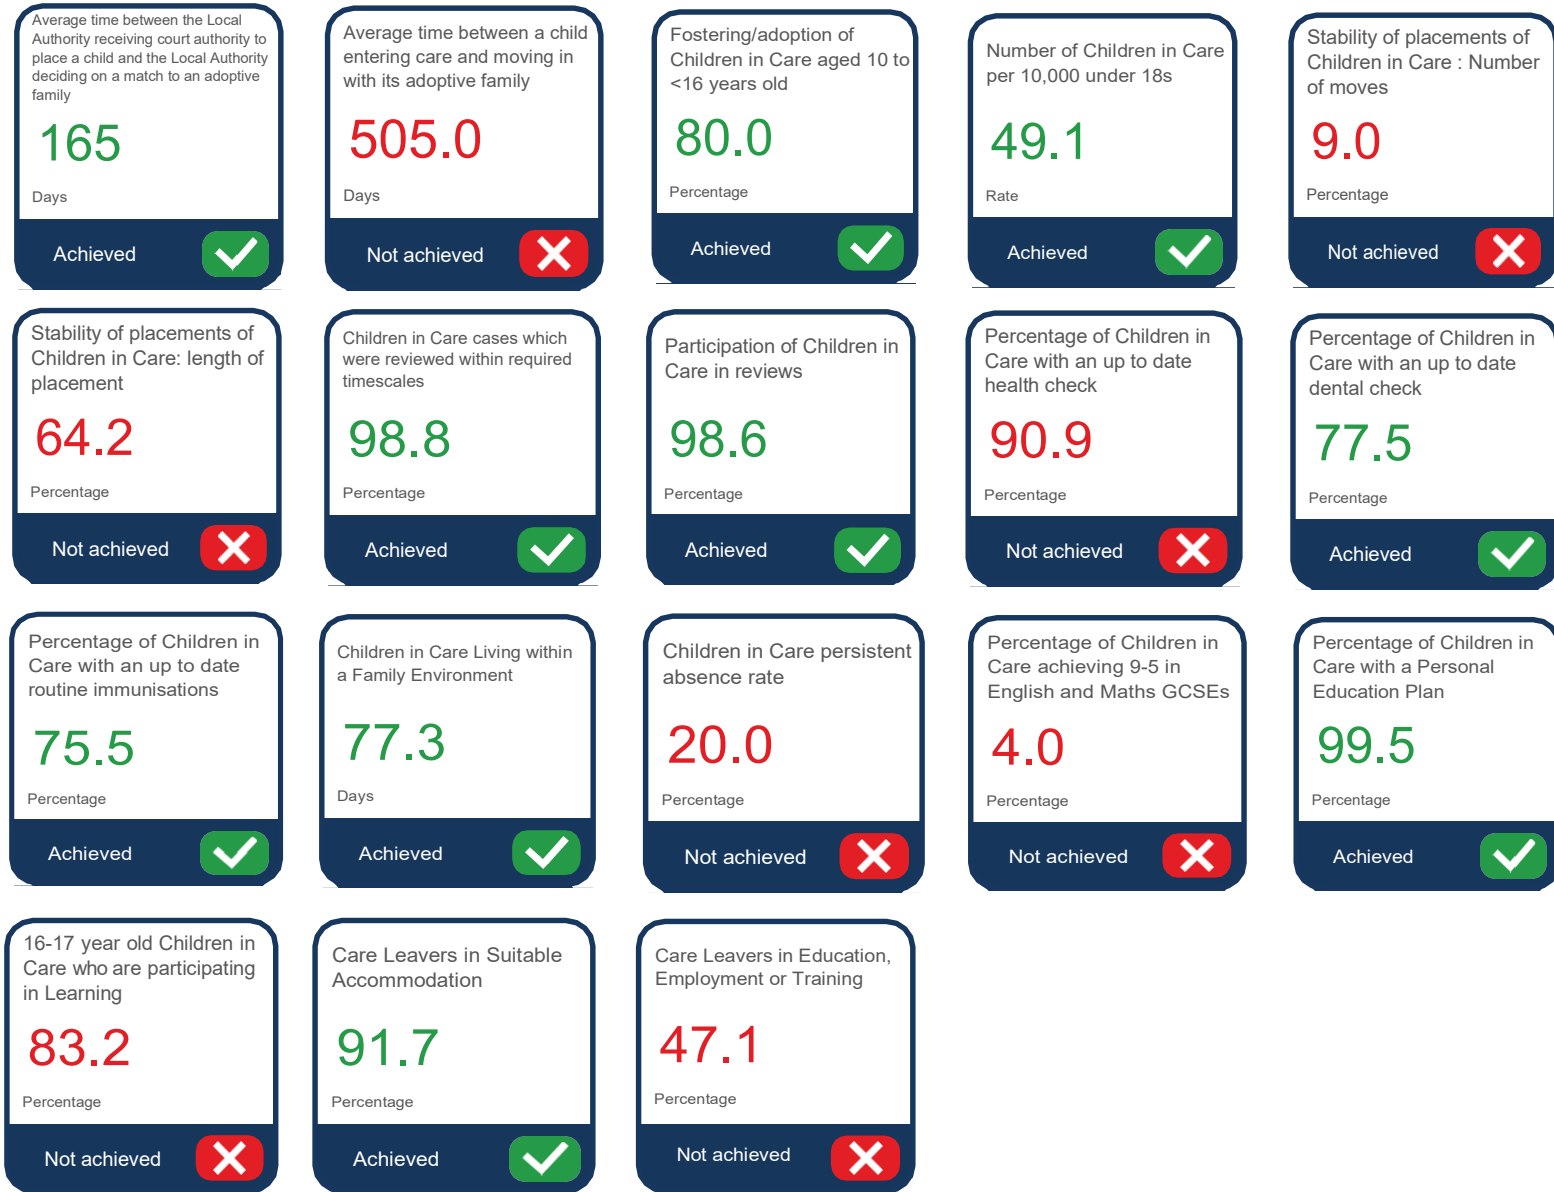 Average time between the Local
Authority receiving court authority to
place a child and the Local Authority
deciding on a match to an adoptive
family
165
Days
Achieved
Average time between a child
entering care and moving in
with its adoptive family
505.0
Days
Not achieved
Fostering/adoption of
Children in Care aged 10 to
<16 years old
80.0
Percentage
Achieved
Number of Children in Care
per 10,000 under 18s
49.1
Rate
Achieved
Stability of placements of
Children in Care : Number
of moves
9.0
Percentage
Not achieved
Stability of placements of
Children in Care: length of
placement
64.2
Percentage
Not achieved
Children in Care cases which
were reviewed within required
timescales
98.8
Percentage
Achieved
Participation of Children in
Care in reviews
98.6
Percentage
Achieved
Percentage of Children in
Care with an up to date
health check
90.9
Percentage
Not achieved
Percentage of Children in
Care with an up to date
dental check
77.5
Percentage
Achieved
Percentage of Children in
Care with an up to date
routine immunisations
75.5
Percentage
Achieved
Children in Care Living within
a Family Environment
77.3
Days
Achieved
Children in Care persistent
absence rate
20.0
Percentage
Not achieved
Percentage of Children in
Care achieving 9-5 in
English and Maths GCSEs
4.0
Percentage
Not achieved
Percentage of Children in
Care with a Personal
Education Plan
99.5
Percentage
Achieved
16-17 year old Children in
Care who are participating
in Learning
83.2
Percentage
Not achieved
Care Leavers in Suitable
Accommodation
91.7
Percentage
Achieved
Care Leavers in Education,
Employment or Training
47.1
Percentage
Not achieved